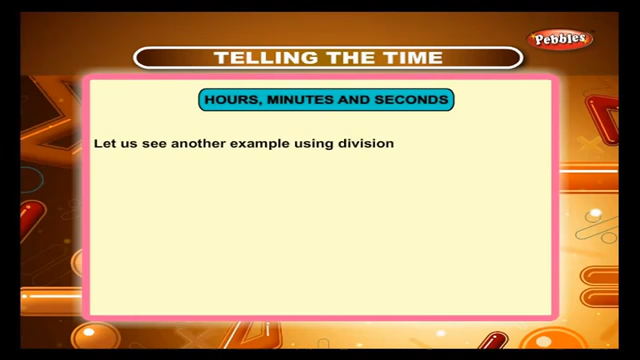 Pebbles
TELLING THE TIME
HOURS, MINUTES AND SECONDS
Let us see another example using division